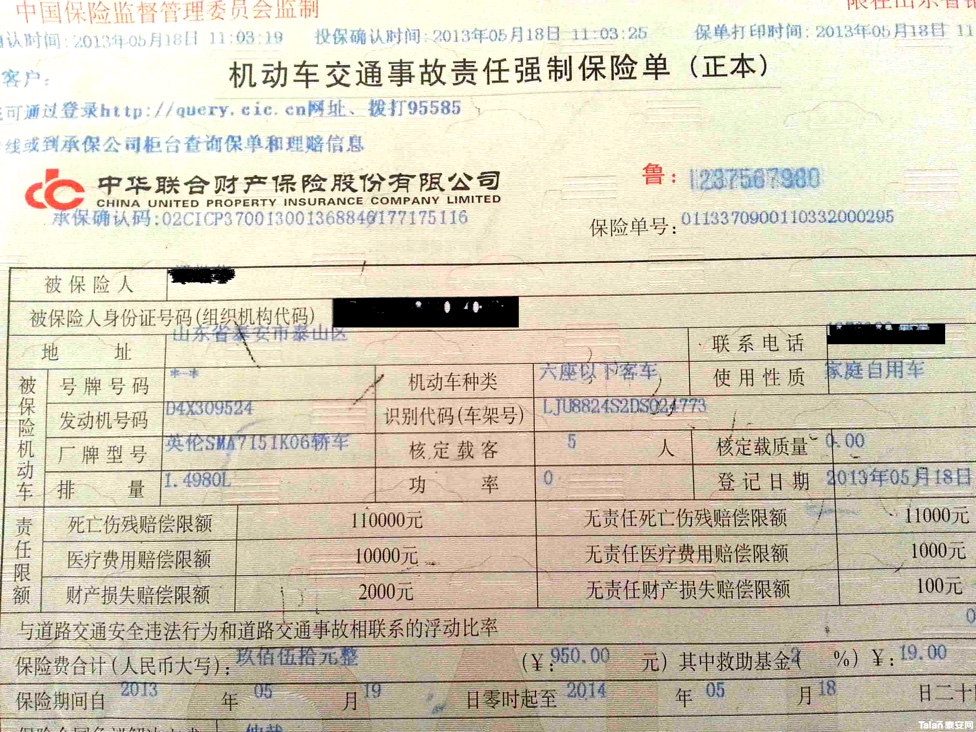 中国保险监督管理委员会监制
限在山东省
认时间:2013年05月18日 11:03:19 投保确认时间:2013年05月18日 11:03:25 保单打印时间:2013年05月18日 11
客户:
机动车交通事故责任强制保险单(正本)
可通过登录http://query.cic.cn网址、拨打95585
线或到承保公司柜台查询保单和理赔信息
中华联合财产保险股份有限公司
CHINA UNITED PROPERTY INSURANCE COMPANY LIMITED
鲁: 1237567980
承保确认码:02CICP370013001368846177175116
保险单号: 0113370900110332000295
被保险人
被保险人身份证号码(组织机构代码)
地 址 山东省泰安市泰山区 联系电话
被保险机动车
号牌号码 *-* 机动车种类 六座以下客车 使用性质 家庭自用车
发动机号码 D4X309524 识别代码(车架号) LJU8824S2DS024773
厂牌型号 英伦SMA7151K06轿车 核定载客 5 人 核定载质量 0.00
排 量 1.4980L 功 率 0 登记日期 2013年05月18日
责任限额
死亡伤残赔偿限额 110000元 无责任死亡伤残赔偿限额 11000元
医疗费用赔偿限额 10000元 无责任医疗费用赔偿限额 1000元
财产损失赔偿限额 2000元 无责任财产损失赔偿限额 100元
与道路交通安全违法行为和道路交通事故相联系的浮动比率 0
保险费合计(人民币大写): 玖佰伍拾元整 (¥: 950.00 元) 其中救助基金( 2 %) ¥: 19.00
保险期间自 2013 年 05 月 19 日零时起至 2014 年 05 月 18 日二十
Taian泰安网